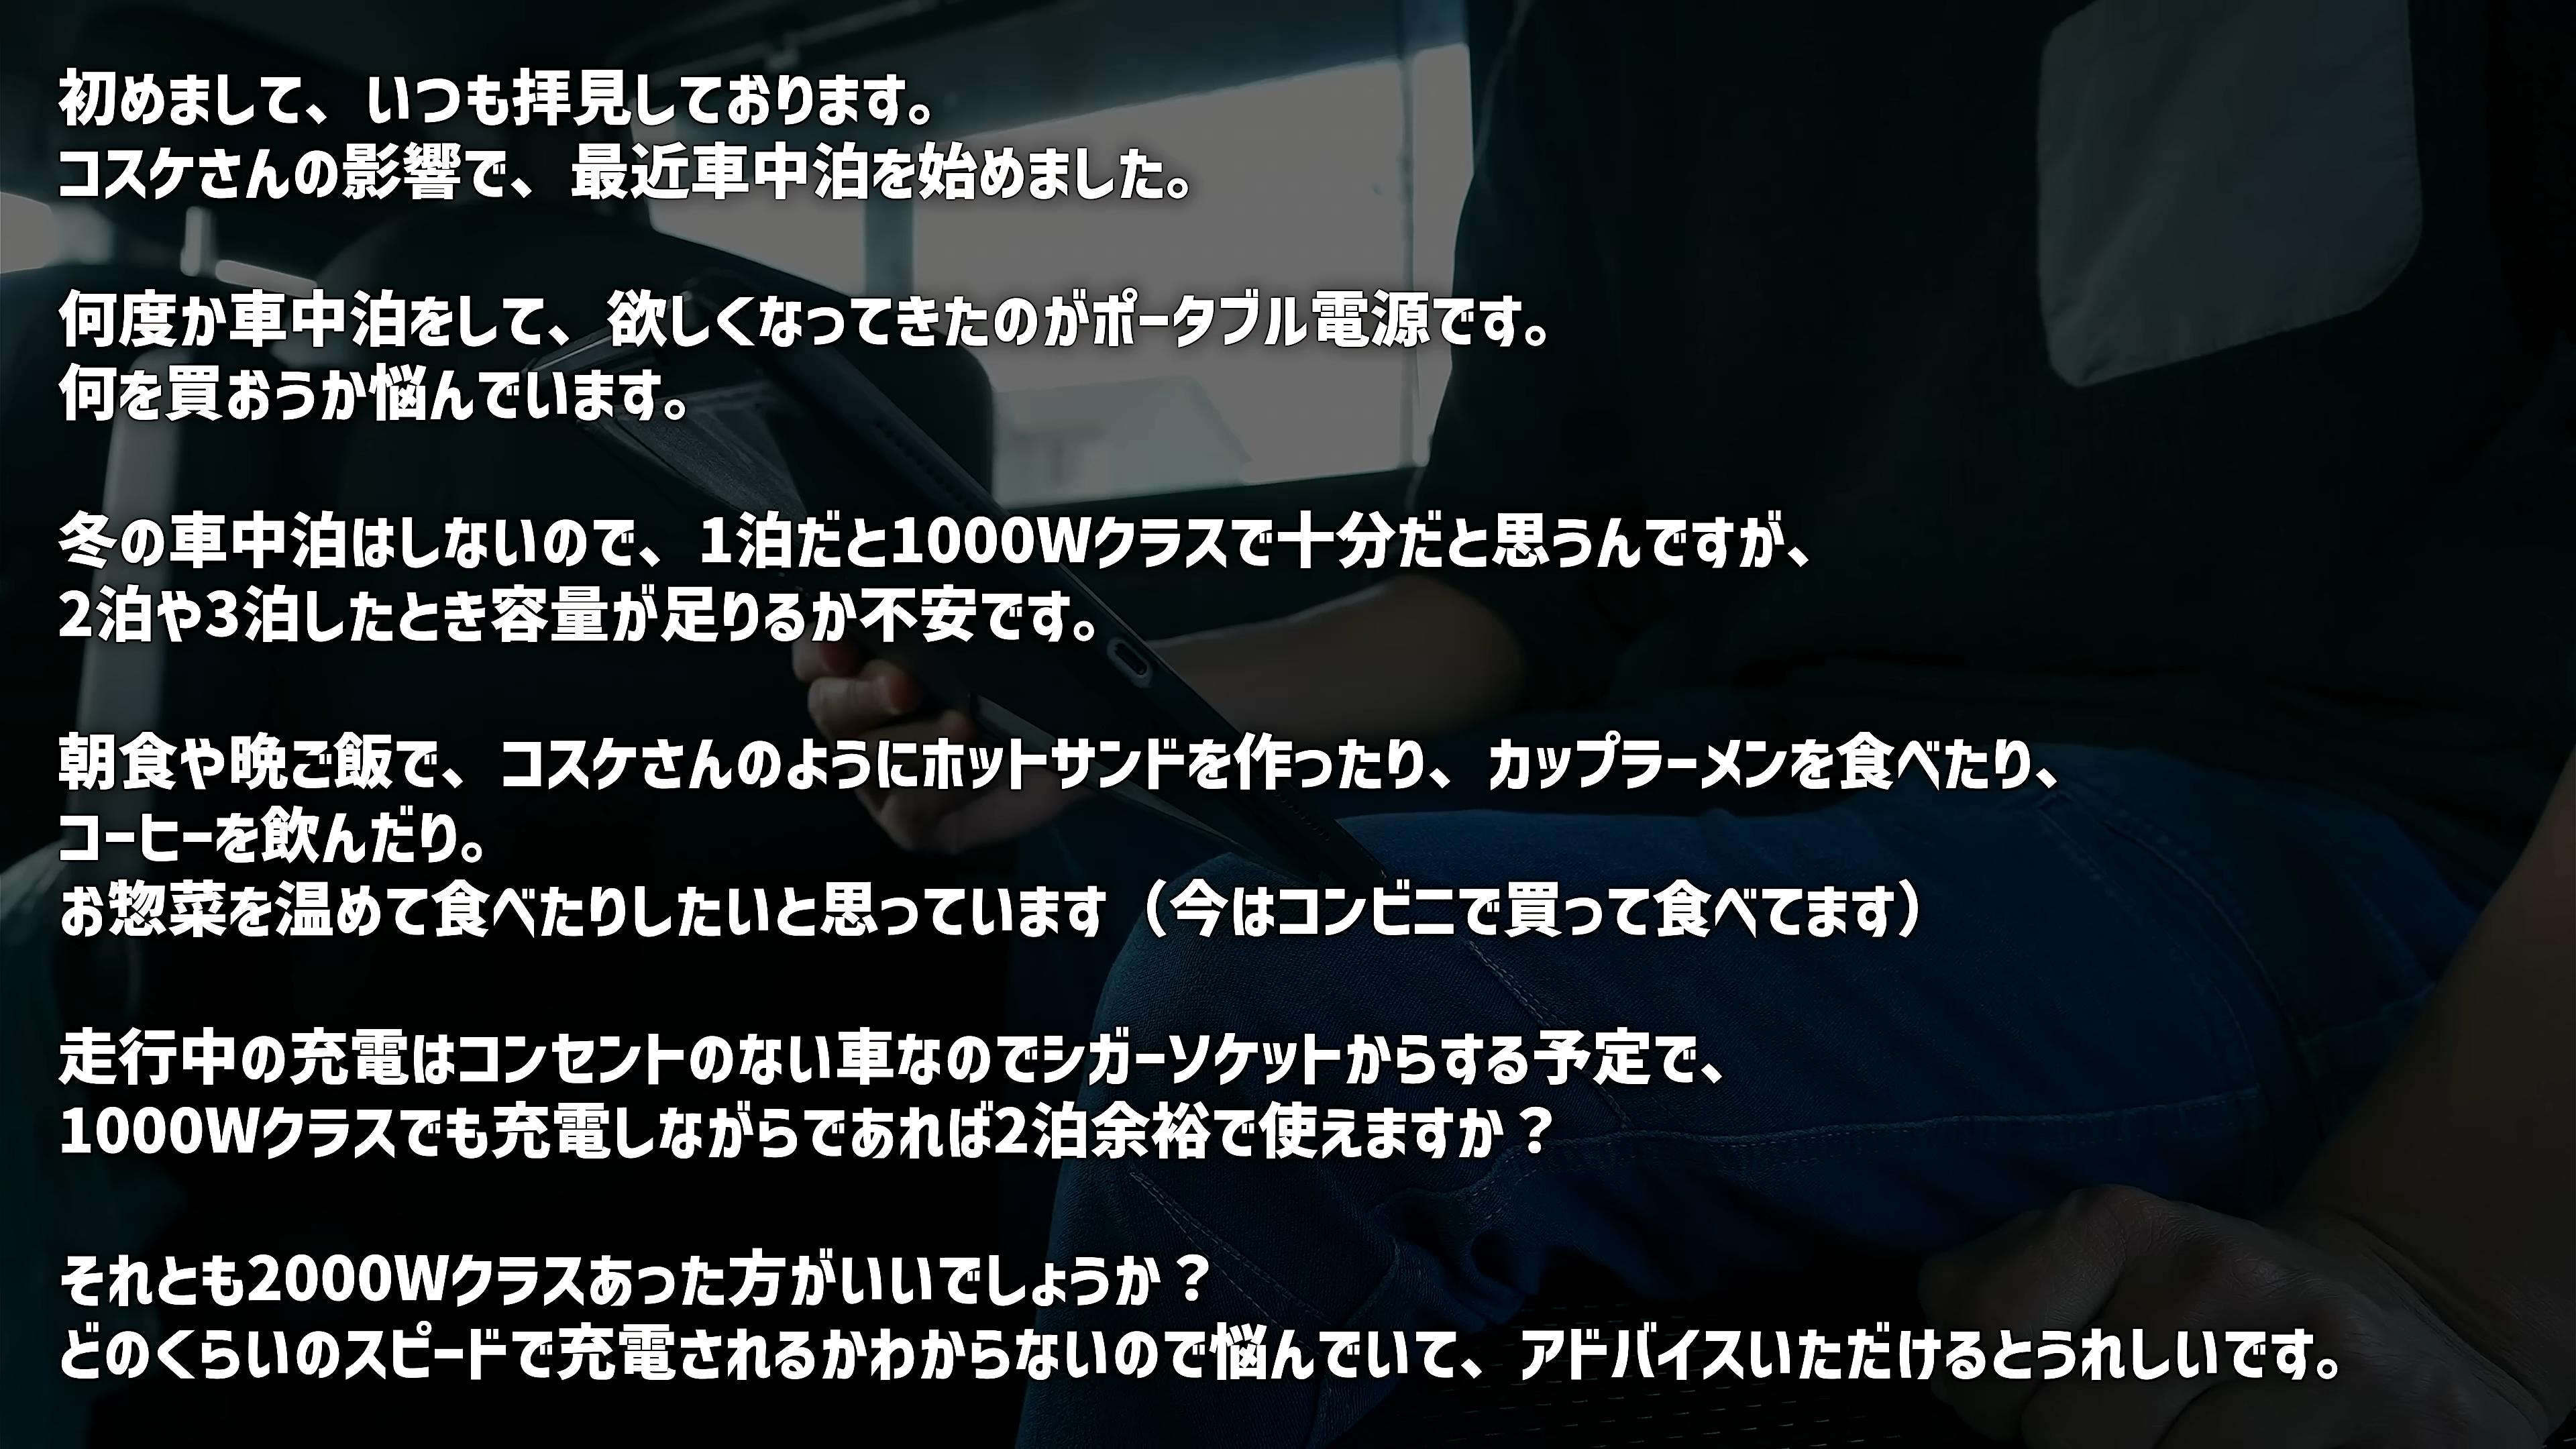 初めまして、いつも拝見しております。
コスケさんの影響で、最近車中泊を始めました。
何度か車中泊をして、欲しくなってきたのがポータブル電源です。
何を買おうか悩んでいます。
冬の車中泊はしないので、1泊だと1000Wクラスで十分だと思うんですが、
2泊や3泊したとき容量が足りるか不安です。
朝食や晩ご飯で、コスケさんのようにホットサンドを作ったり、カップラーメンを食べたり、
コーヒーを飲んだり。
お惣菜を温めて食べたりしたいと思っています（今はコンビニで買って食べてます）
走行中の充電はコンセントのない車なのでシガーソケットからする予定で、
1000Wクラスでも充電しながらであれば2泊余裕で使えますか？
それとも2000Wクラスあった方がいいでしょうか？
どのくらいのスピードで充電されるかわからないので悩んでいて、アドバイスいただけるとうれしいです。